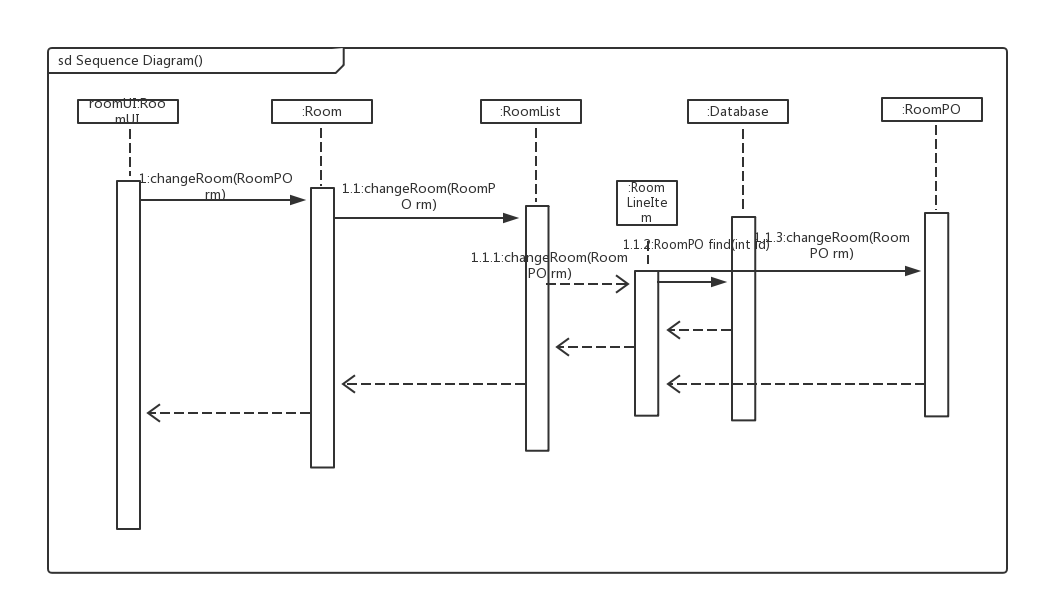 sd Sequence Diagram()
roomUI:Roo
mUI
:Room
:RoomList
:Database
:RoomPO
1:changeRoom(RoomPO
rm)
1.1:changeRoom(RoomP
O rm)
:Room
LineIte
m
1.1.2:RoomPO find(int id)
1.1.3:changeRoom(Room
PO rm)
1.1.1:changeRoom(Room
PO rm)